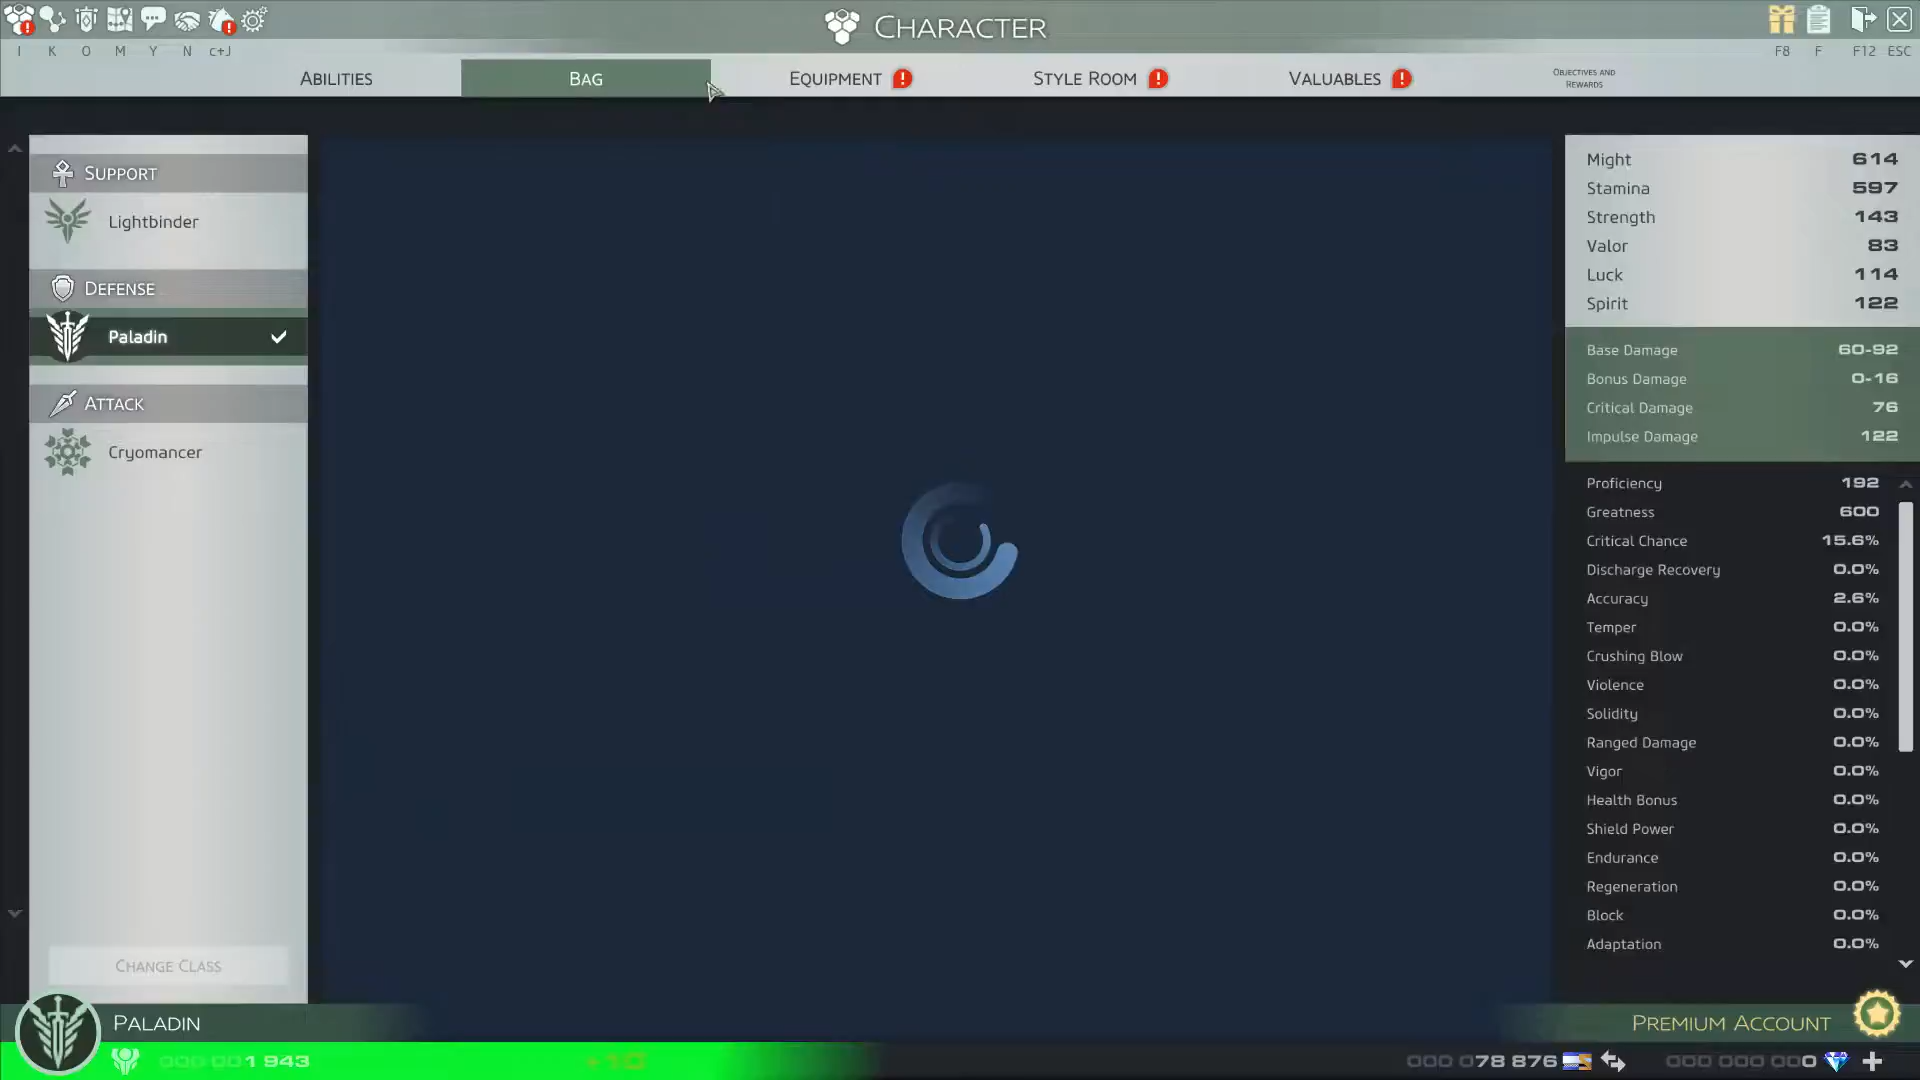 CHARACTER
I K O M Y N C+J
F8 F F12 ESC
ABILITIES
BAG
EQUIPMENT
STYLE ROOM
VALUABLES
OBJECTIVES AND
REWARDS
SUPPORT
Lightbinder
DEFENSE
Paladin
ATTACK
Cryomancer
CHANGE CLASS
Might 614
Stamina 597
Strength 143
Valor 83
Luck 114
Spirit 122
Base Damage 60-92
Bonus Damage 0-16
Critical Damage 76
Impulse Damage 122
Proficiency 192
Greatness 600
Critical Chance 15.6%
Discharge Recovery 0.0%
Accuracy 2.6%
Temper 0.0%
Crushing Blow 0.0%
Violence 0.0%
Solidity 0.0%
Ranged Damage 0.0%
Vigor 0.0%
Health Bonus 0.0%
Shield Power 0.0%
Endurance 0.0%
Regeneration 0.0%
Block 0.0%
Adaptation 0.0%
PALADIN
PREMIUM ACCOUNT
000 001 943
+10
000 078 876
000 000 000